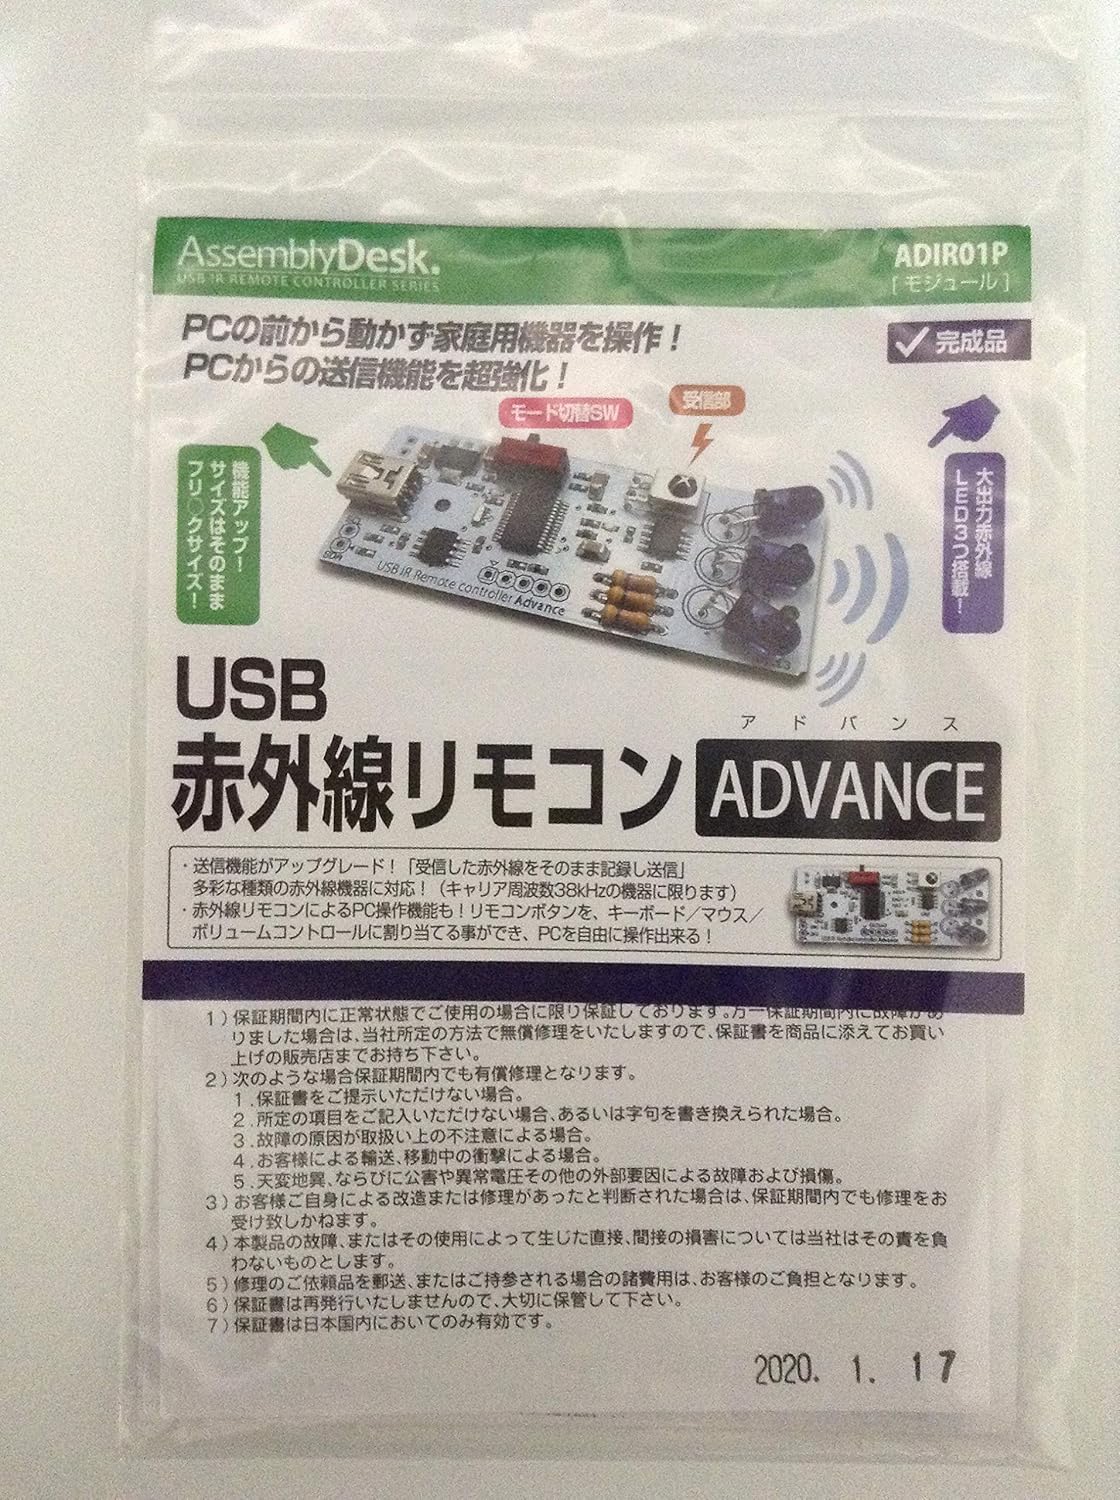 AssemblyDesk.
USB IR REMOTE CONTROLLER SERIES
ADIR01P
[モジュール]
PCの前から動かず家庭用機器を操作！
PCからの送信機能を超強化！
完成品
モード切替SW
受信部
機能アップ！
サイズはそのまま
フリ○クサイズ！
大出力赤外線
LED3つ搭載！
USB IR Remote controller Advance
USB
赤外線リモコン
アドバンス
ADVANCE
・送信機能がアップグレード！「受信した赤外線をそのまま記録し送信」
多彩な種類の赤外線機器に対応！（キャリア周波数38kHzの機器に限ります）
・赤外線リモコンによるPC操作機能も！リモコンボタンを、キーボード／マウス／
ボリュームコントロールに割り当てる事ができ、PCを自由に操作出来る！
1）保証期間内に正常状態でご使用の場合に限り保証しております。万一保証期間内に故障があ
りました場合は、当社所定の方法で無償修理をいたしますので、保証書を商品に添えてお買い
上げの販売店までお持ち下さい。
2）次のような場合保証期間内でも有償修理となります。
1．保証書をご提示いただけない場合。
2．所定の項目をご記入いただけない場合、あるいは字句を書き換えられた場合。
3．故障の原因が取扱い上の不注意による場合。
4．お客様による輸送、移動中の衝撃による場合。
5．天変地異、ならびに公害や異常電圧その他の外部要因による故障および損傷。
3）お客様ご自身による改造または修理があったと判断された場合は、保証期間内でも修理をお
受け致しかねます。
4）本製品の故障、またはその使用によって生じた直接、間接の損害については当社はその責を負
わないものとします。
5）修理のご依頼品を郵送、またはご持参される場合の諸費用は、お客様のご負担となります。
6）保証書は再発行いたしませんので、大切に保管して下さい。
7）保証書は日本国内においてのみ有効です。
2020. 1. 17